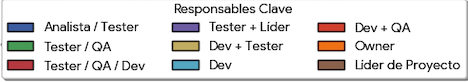 Responsables Clave
Analista / Tester
Tester + Líder
Dev + QA
Tester / QA
Dev + Tester
Owner
Tester / QA / Dev
Dev
Líder de Proyecto